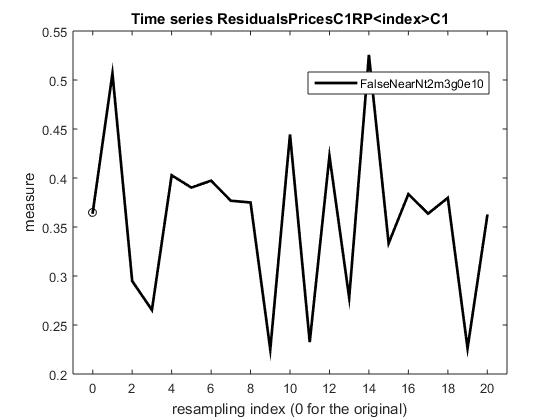 Time series ResidualsPricesC1RP<index>C1
0.55
0.5
FalseNearNt2m3g0e10
0.45
0.4
0.35
0.3
0.25
0.2
measure
0 2 4 6 8 10 12 14 16 18 20
resampling index (0 for the original)